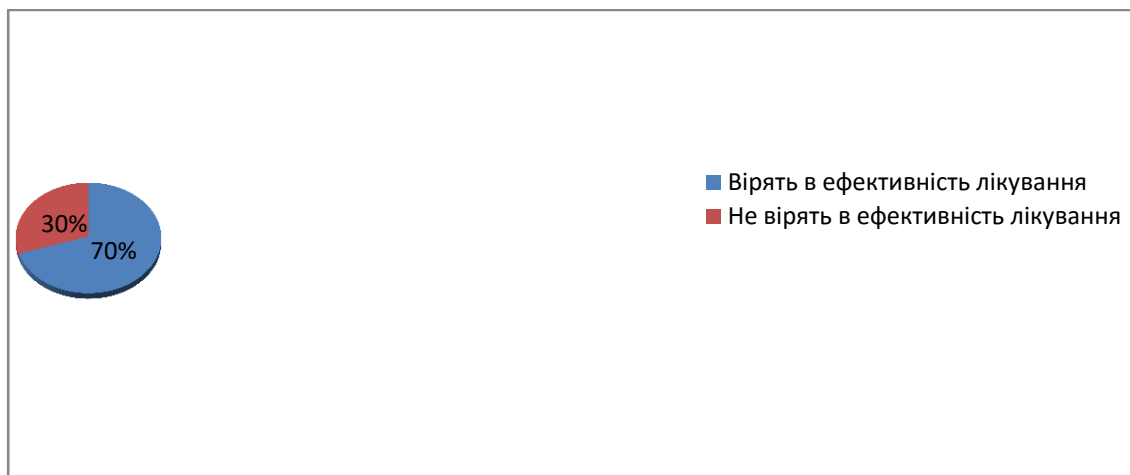 30%
70%
Вірять в ефективність лікування
Не вірять в ефективність лікування